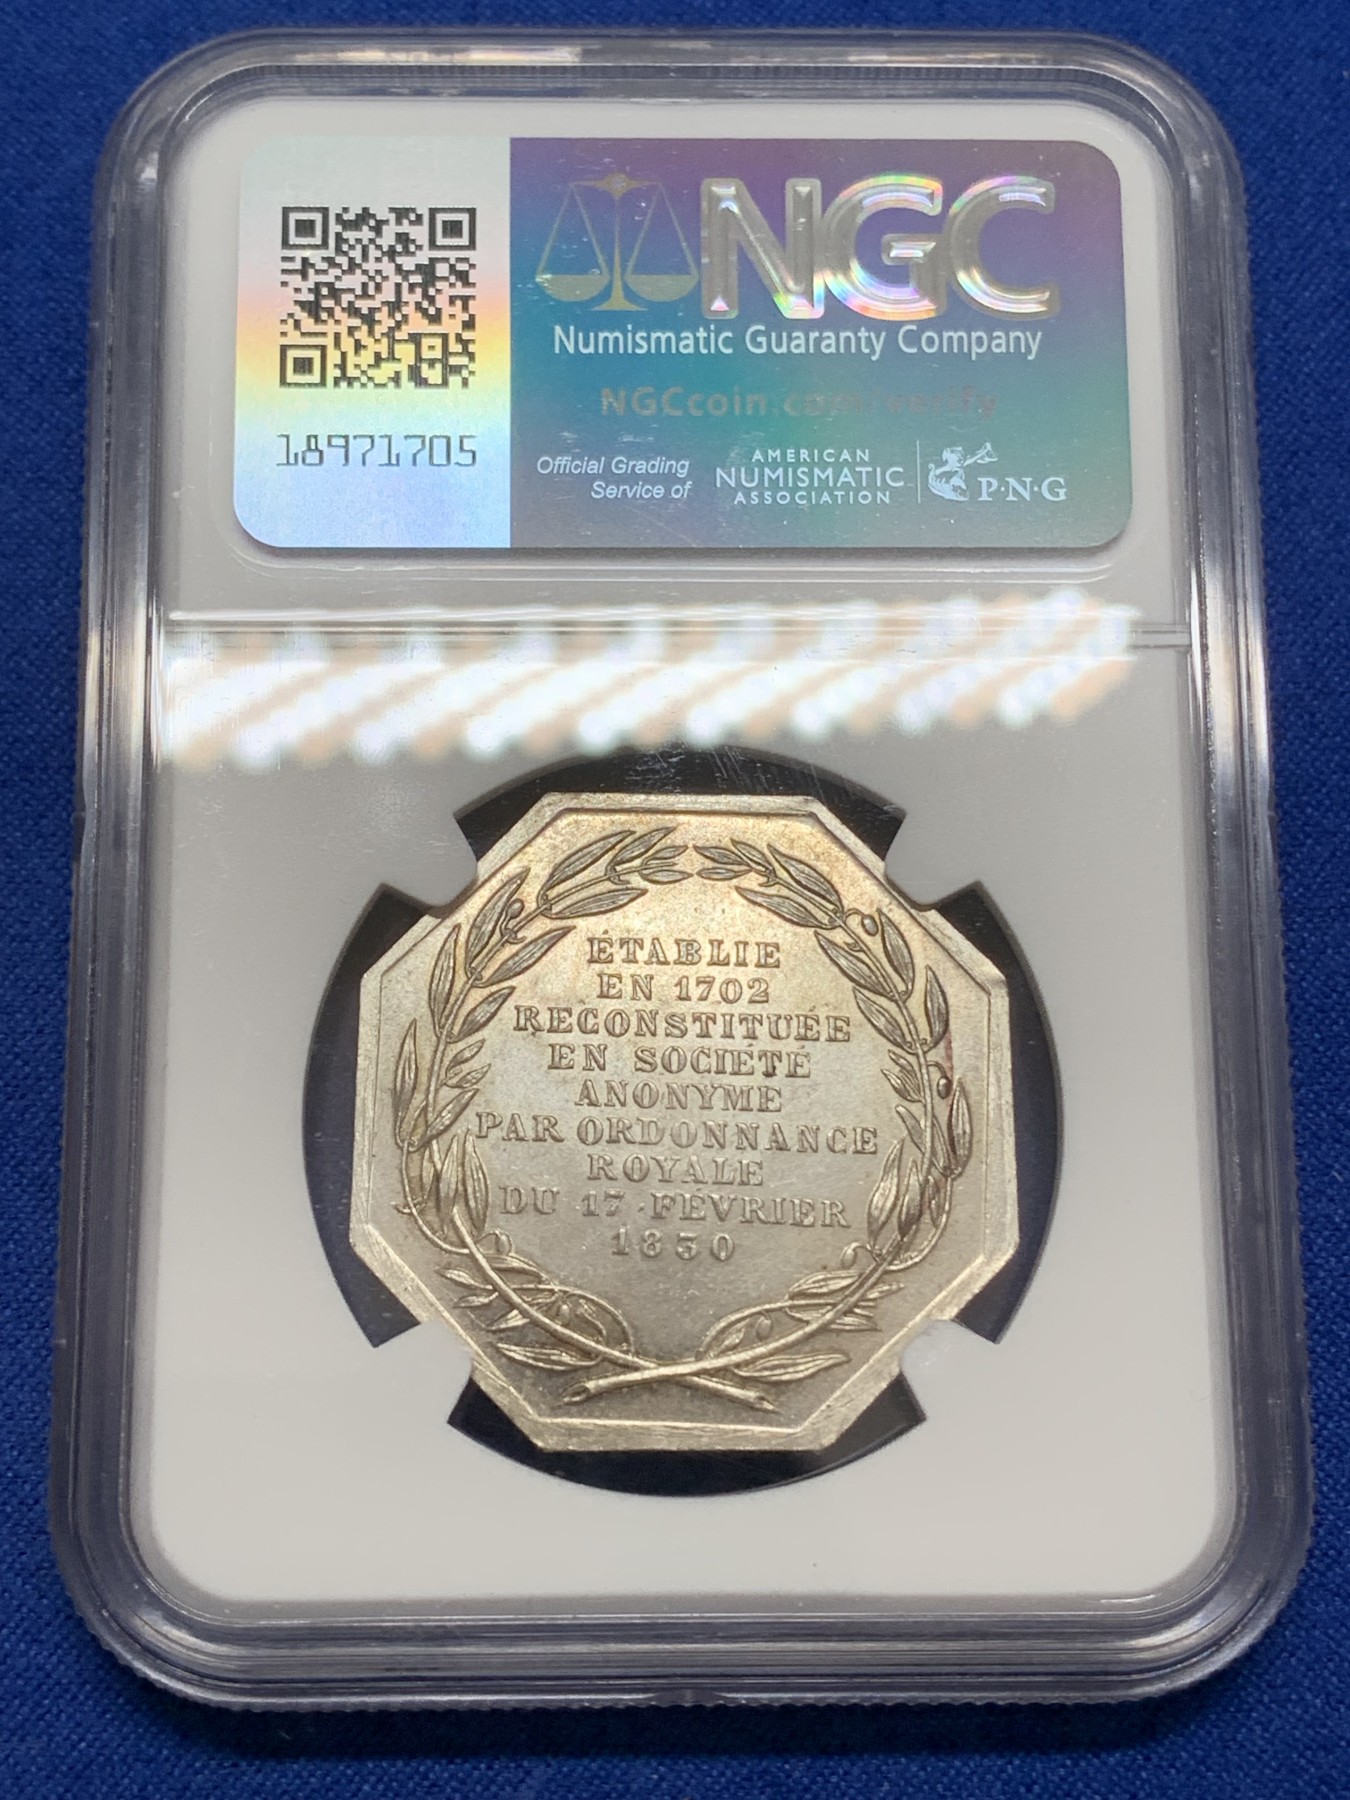 NGC
Numismatic Guaranty Company
NGCcoin.com/verify
18971705
Official Grading
Service of
AMERICAN
NUMISMATIC
ASSOCIATION
P·N·G
ÉTABLIE
EN 1702
RECONSTITUÉE
EN SOCIÉTÉ
ANONYME
PAR ORDONNANCE
ROYALE
DU 17 FÉVRIER
1830